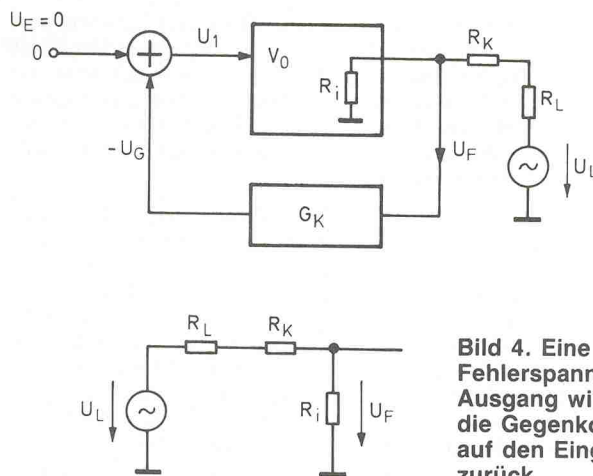 U_E = 0
0
U_1
V_0
R_i
R_K
R_L
-U_G
U_F
U_L
G_K
R_L
R_K
U_L
R_i
U_F
Bild 4. Eine
Fehlerspann
Ausgang wi
die Gegenko
auf den Eing
zurück